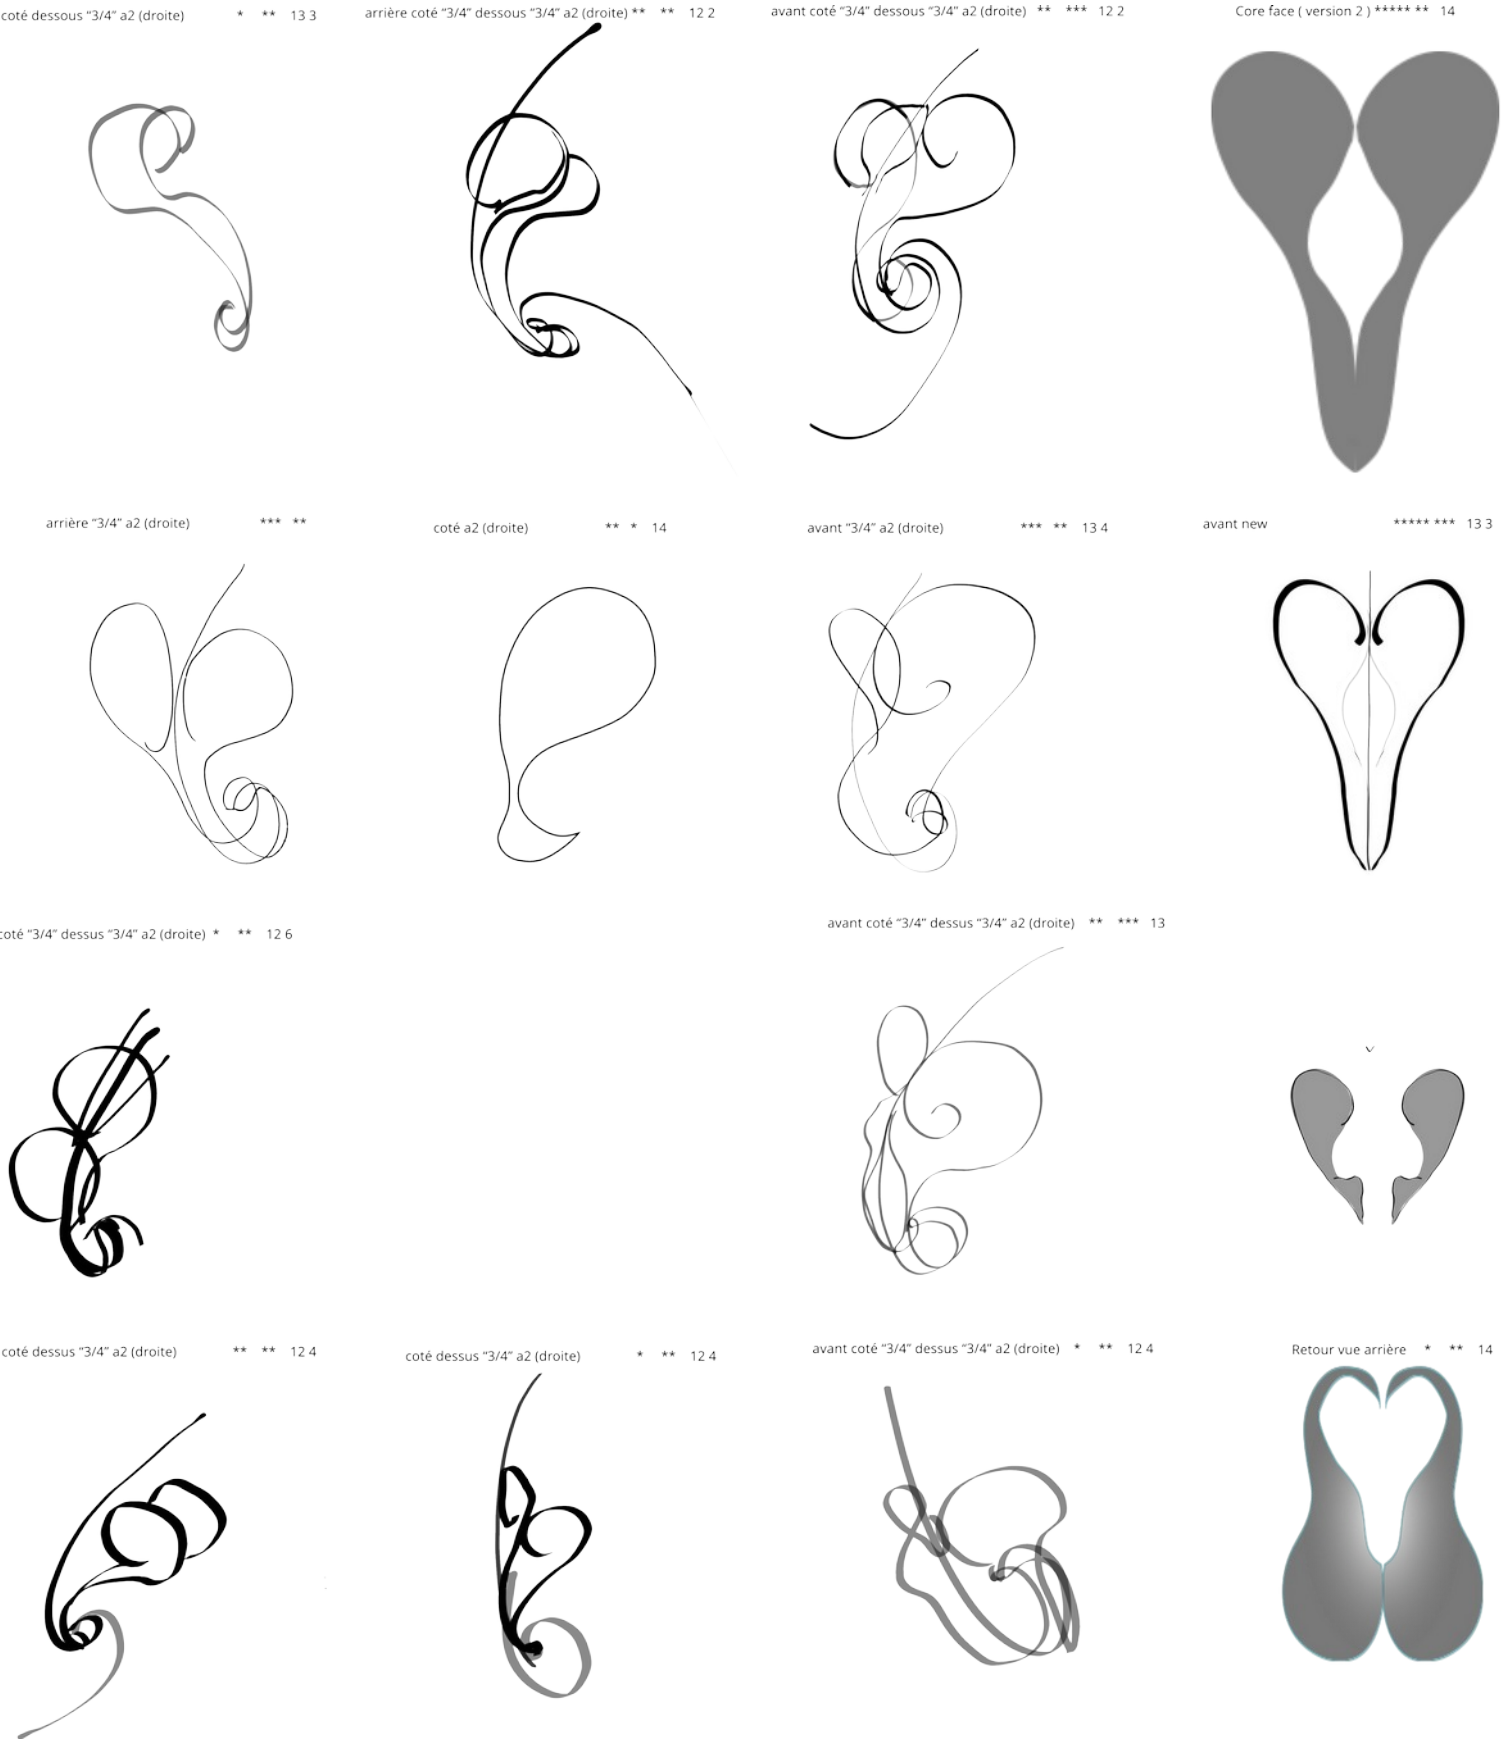 coté dessous “3/4” a2 (droite) * ** 13 3
arrière coté “3/4” dessous “3/4” a2 (droite) ** ** 12 2
avant coté “3/4” dessous “3/4” a2 (droite) ** *** 12 2
Core face ( version 2 ) ***** ** 14
arrière “3/4” a2 (droite) *** **
coté a2 (droite) ** * 14
avant “3/4” a2 (droite) *** ** 13 4
avant new ***** *** 13 3
coté “3/4” dessus “3/4” a2 (droite) * ** 12 6
avant coté “3/4” dessus “3/4” a2 (droite) ** *** 13
coté dessus “3/4” a2 (droite) ** ** 12 4
coté dessus “3/4” a2 (droite) * ** 12 4
avant coté “3/4” dessus “3/4” a2 (droite) * ** 12 4
Retour vue arrière * ** 14